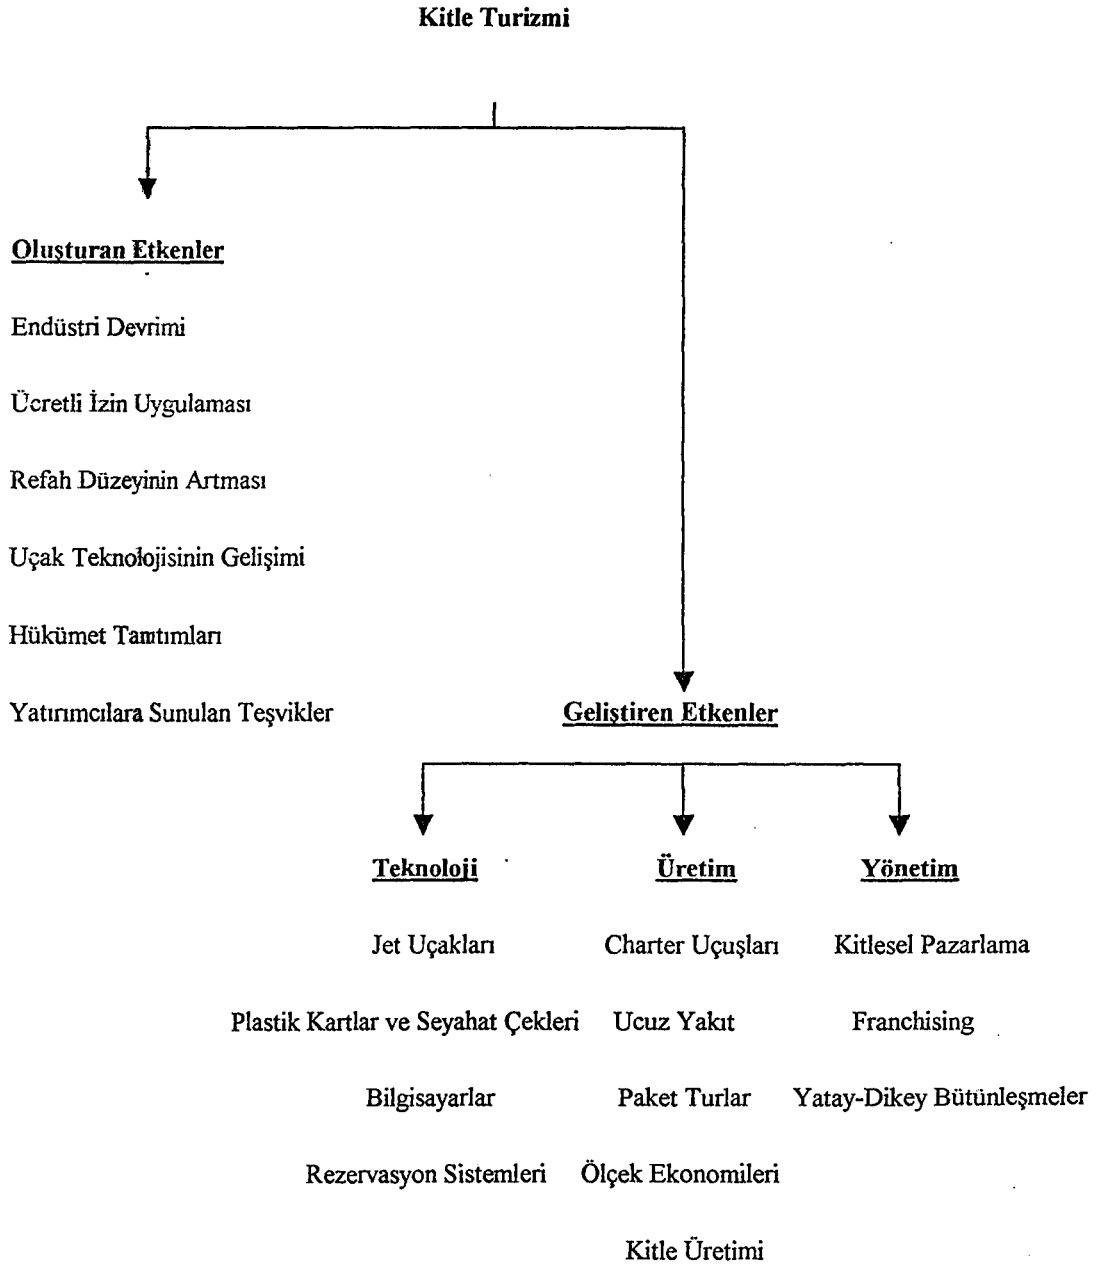 Kitle Turizmi
Oluşturan Etkenler
Endüstri Devrimi
Ücretli İzin Uygulaması
Refah Düzeyinin Artması
Uçak Teknolojisinin Gelişimi
Hükümet Tanıtımları
Yatırımcılara Sunulan Teşvikler
Geliştiren Etkenler
Teknoloji Üretim Yönetim
Jet Uçakları Charter Uçuşları Kitlesel Pazarlama
Plastik Kartlar ve Seyahat Çekleri Ucuz Yakıt Franchising
Bilgisayarlar Paket Turlar Yatay-Dikey Bütünleşmeler
Rezervasyon Sistemleri Ölçek Ekonomileri
Kitle Üretimi